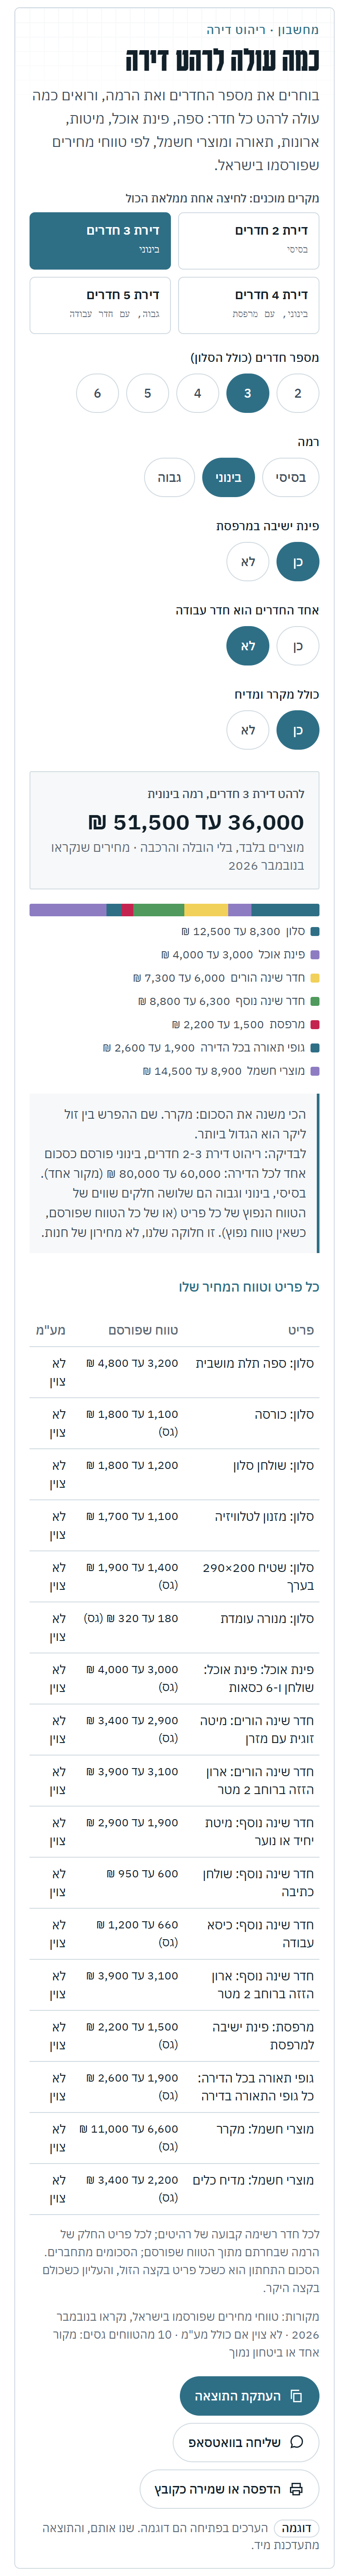 מחשבון · ריהוט דירה
כמה עולה לרהט דירה
בוחרים את מספר החדרים ואת הרמה, ורואים כמה
עולה לרהט כל חדר: ספה, פינת אוכל, מיטות,
ארונות, תאורה ומוצרי חשמל, לפי טווחי מחירים
שפורסמו בישראל.
מקרים מוכנים: לחיצה אחת ממלאת הכול
דירת 2 חדרים
בסיסי
דירת 3 חדרים
בינוני
דירת 4 חדרים
בינוני, עם מרפסת
דירת 5 חדרים
גבוה, עם חדר עבודה
מספר חדרים (כולל הסלון)
2 3 4 5 6
רמה
בסיסי בינוני גבוה
פינת ישיבה במרפסת
כן לא
אחד החדרים הוא חדר עבודה
כן לא
כולל מקרר ומדיח
כן לא
לרהט דירת 3 חדרים, רמה בינונית
36,000 עד 51,500 ₪
מוצרים בלבד, בלי הובלה והרכבה · מחירים שנקראו
בנובמבר 2026
סלון 8,300 עד 12,500 ₪
פינת אוכל 3,000 עד 4,000 ₪
חדר שינה הורים 6,000 עד 7,300 ₪
חדר שינה נוסף 6,300 עד 8,800 ₪
מרפסת 1,500 עד 2,200 ₪
גופי תאורה בכל הדירה 1,900 עד 2,600 ₪
מוצרי חשמל 8,900 עד 14,500 ₪
הכי משנה את הסכום: מקרר. שם ההפרש בין זול
ליקר הוא הגדול ביותר.
לבדיקה: ריהוט דירת 2-3 חדרים, בינוני פורסם כסכום
אחד לכל הדירה: 60,000 עד 80,000 ₪ (מקור אחד).
בסיסי, בינוני וגבוה הם שלושה חלקים שווים של
הטווח הנפוץ של כל פריט (או של כל הטווח שפורסם,
כשאין טווח נפוץ). זו חלוקה שלנו, לא מחירון של חנות.
כל פריט וטווח המחיר שלו
פריט טווח שפורסם מע"מ
סלון: ספה תלת מושבית 3,200 עד 4,800 ₪ לא צוין
סלון: כורסה 1,100 עד 1,800 ₪ (גס) לא צוין
סלון: שולחן סלון 1,200 עד 1,800 ₪ לא צוין
סלון: מזנון לטלוויזיה 1,100 עד 1,700 ₪ לא צוין
סלון: שטיח 200×290 בערך 1,400 עד 1,900 ₪ (גס) לא צוין
סלון: מנורה עומדת 180 עד 320 ₪ (גס) לא צוין
פינת אוכל: פינת אוכל: שולחן ו-6 כסאות 3,000 עד 4,000 ₪ (גס) לא צוין
חדר שינה הורים: מיטה זוגית עם מזרן 2,900 עד 3,400 ₪ (גס) לא צוין
חדר שינה הורים: ארון הזזה ברוחב 2 מטר 3,100 עד 3,900 ₪ לא צוין
חדר שינה נוסף: מיטת יחיד או נוער 1,900 עד 2,900 ₪ לא צוין
חדר שינה נוסף: שולחן כתיבה 600 עד 950 ₪ לא צוין
חדר שינה נוסף: כיסא עבודה 660 עד 1,200 ₪ (גס) לא צוין
חדר שינה נוסף: ארון הזזה ברוחב 2 מטר 3,100 עד 3,900 ₪ לא צוין
מרפסת: פינת ישיבה למרפסת 1,500 עד 2,200 ₪ (גס) לא צוין
גופי תאורה בכל הדירה: כל גופי התאורה בדירה 1,900 עד 2,600 ₪ (גס) לא צוין
מוצרי חשמל: מקרר 6,600 עד 11,000 ₪ (גס) לא צוין
מוצרי חשמל: מדיח כלים 2,200 עד 3,400 ₪ (גס) לא צוין
לכל חדר רשימה קבועה של רהיטים; לכל פריט החלק של
הרמה שבחרתם מתוך הטווח שפורסם; הסכומים מתחברים.
הסכום התחתון הוא כשכל פריט בקצה הזול, והעליון כשכולם
בקצה היקר.
מקורות: טווחי מחירים שפורסמו בישראל, נקראו בנובמבר
2026 · לא צוין אם כולל מע"מ · 10 מהטווחים גסים: מקור
אחד או ביטחון נמוך
העתקת התוצאה
שליחה בוואטסאפ
הדפסה או שמירה כקובץ
דוגמה הערכים בפתיחה הם דוגמה. שנו אותם, והתוצאה
מתעדכנת מיד.